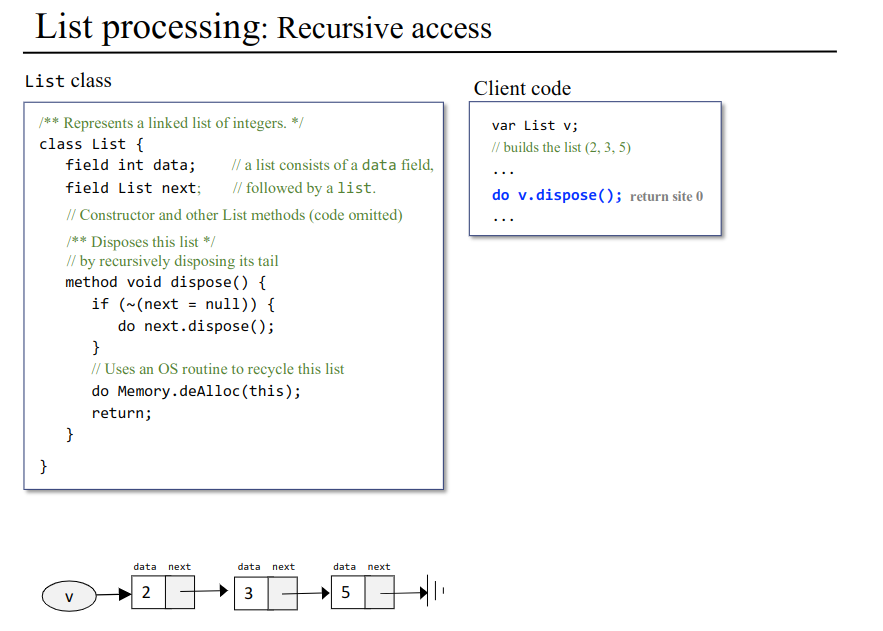 List processing: Recursive access
List class
/** Represents a linked list of integers. */
class List {
field int data; // a list consists of a data field,
field List next; // followed by a list.
// Constructor and other List methods (code omitted)
/** Disposes this list */
// by recursively disposing its tail
method void dispose() {
if (~(next = null)) {
do next.dispose();
}
// Uses an OS routine to recycle this list
do Memory.deAlloc(this);
return;
}
}
Client code
var List v;
// builds the list (2, 3, 5)
...
do v.dispose(); return site 0
...
data next data next data next
v 2 3 5